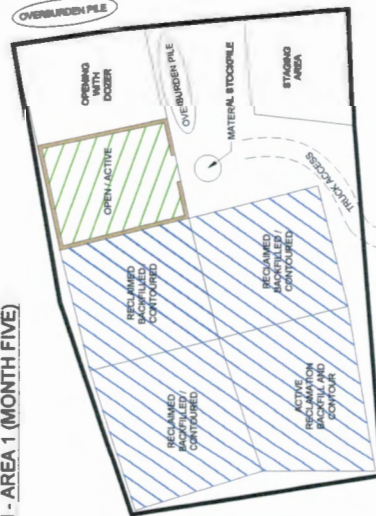 OVERBURDEN PILE
OPENING
WITH
DOZER
OVERBURDEN PILE
MATERIAL STOCKPILE
STAGING
AREA
OPEN / ACTIVE
TRUCK ACCESS
RECLAIMED
BACKFILLED/
CONTOURED
RECLAIMED
BACKFILLED /
CONTOURED
RECLAIMED
BACKFILLED /
CONTOURED
ACTIVE
RECLAMATION
BACKFILL AND
CONTOUR
- AREA 1 (MONTH FIVE)